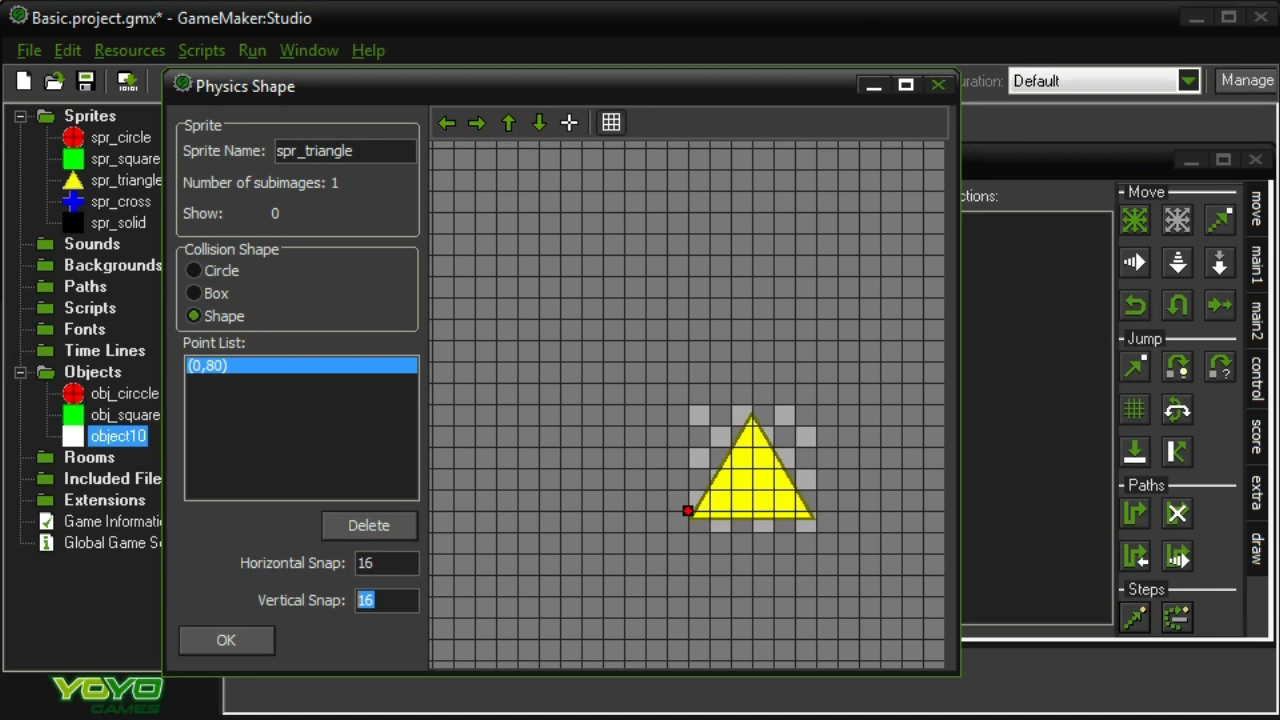 Basic.project.gmx* - GameMaker:Studio
File Edit Resources Scripts Run Window Help
Default
Manage
Physics Shape
Sprites
spr_circle
spr_square
spr_triangle
spr_cross
spr_solid
Sounds
Backgrounds
Paths
Scripts
Fonts
Time Lines
Objects
obj_circcle
obj_square
object10
Rooms
Included File
Extensions
Game Informati
Global Game S
YOYO
GAMES
Sprite
Sprite Name: spr_triangle
Number of subimages: 1
Show: 0
Collision Shape
Circle
Box
Shape
Point List:
(0,80)
Delete
Horizontal Snap: 16
Vertical Snap: 16
OK
uration:
ctions:
Move
Jump
Paths
Steps
move
main1
main2
control
score
extra
draw